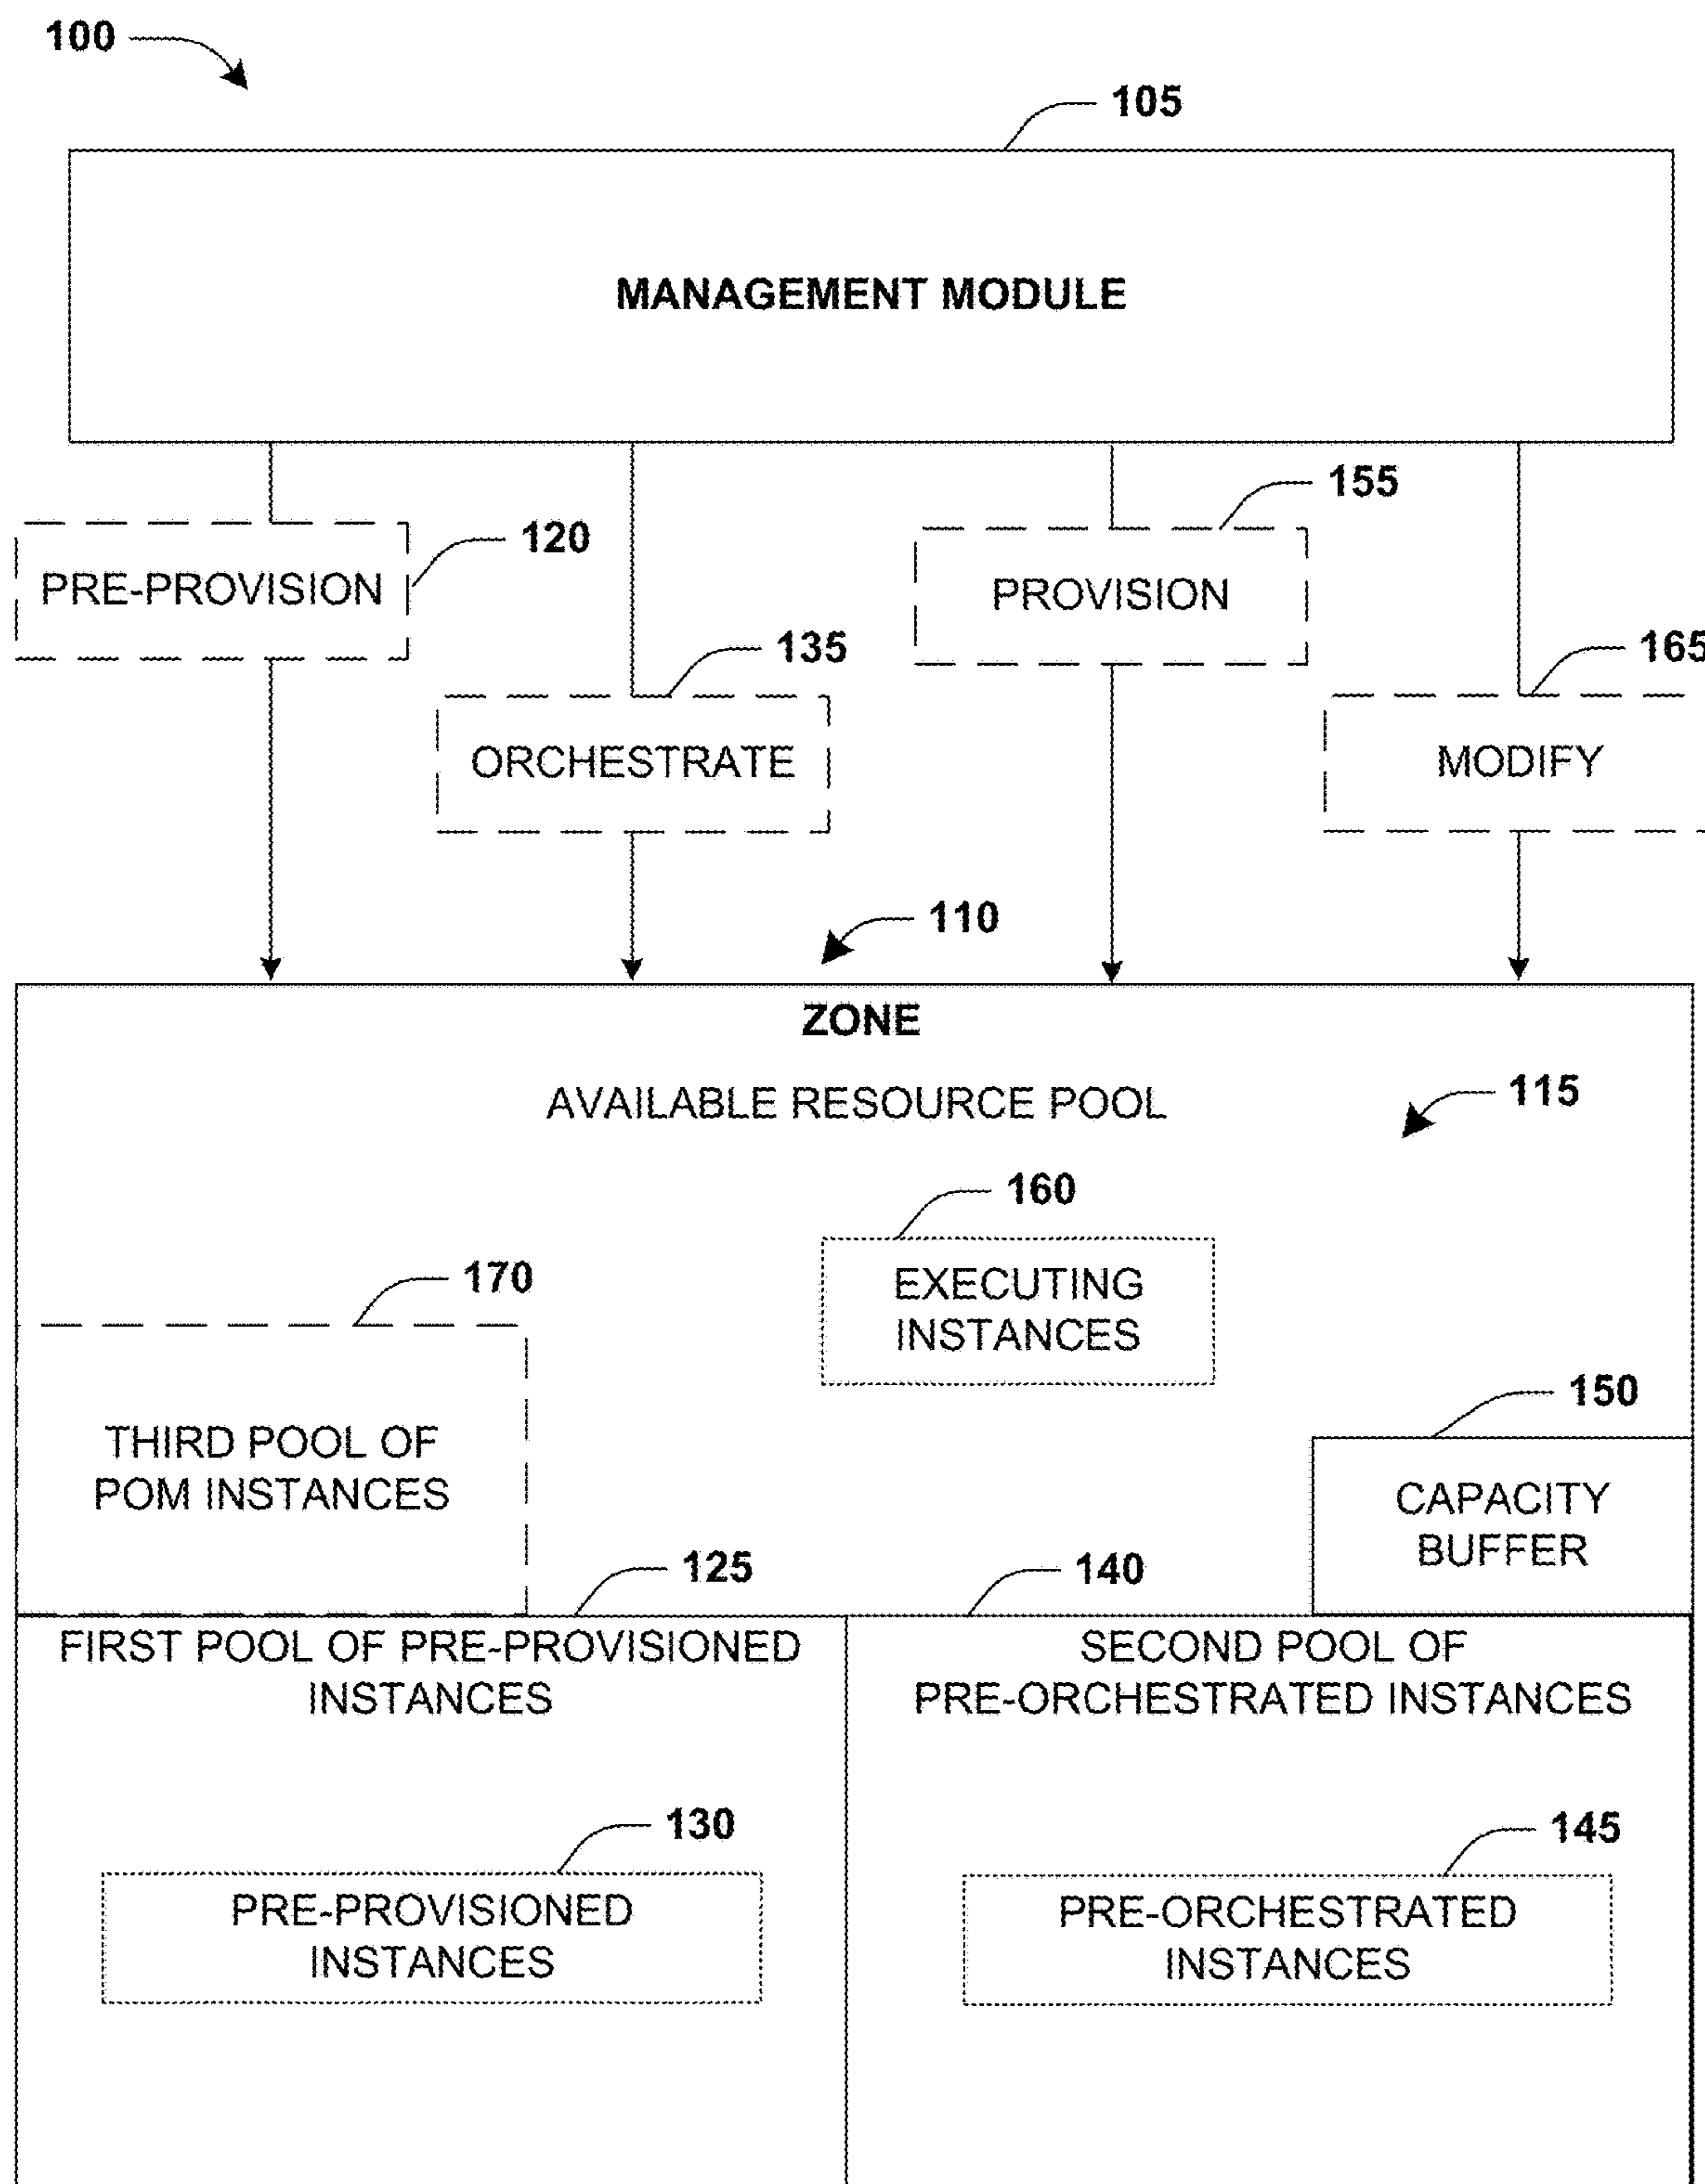 100
105
MANAGEMENT MODULE
155
120
PRE-PROVISION
PROVISION
135
165
ORCHESTRATE
MODIFY
110
ZONE
AVAILABLE RESOURCE POOL
115
160
EXECUTING
INSTANCES
170
150
THIRD POOL OF
POM INSTANCES
CAPACITY
BUFFER
125
140
FIRST POOL OF PRE-PROVISIONED
INSTANCES
SECOND POOL OF
PRE-ORCHESTRATED INSTANCES
130
145
PRE-PROVISIONED
INSTANCES
PRE-ORCHESTRATED
INSTANCES